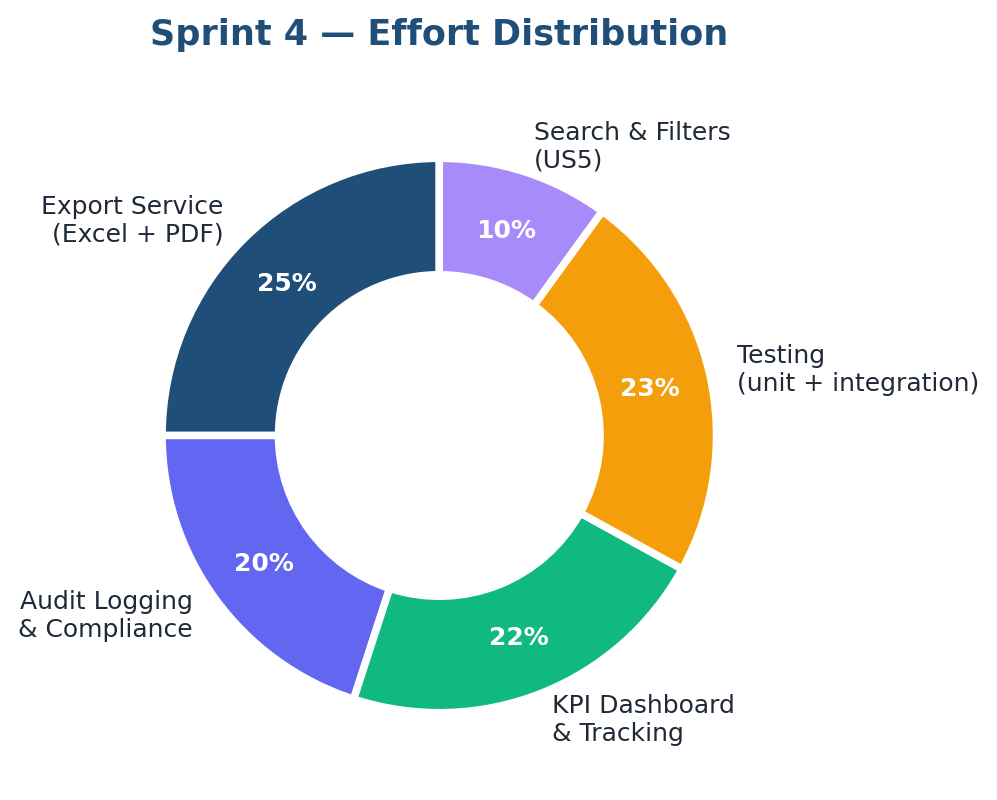 Sprint 4 — Effort Distribution
Search & Filters
(US5)
10%
Export Service
(Excel + PDF)
25%
Testing
(unit + integration)
23%
Audit Logging
& Compliance
20%
KPI Dashboard
& Tracking
22%